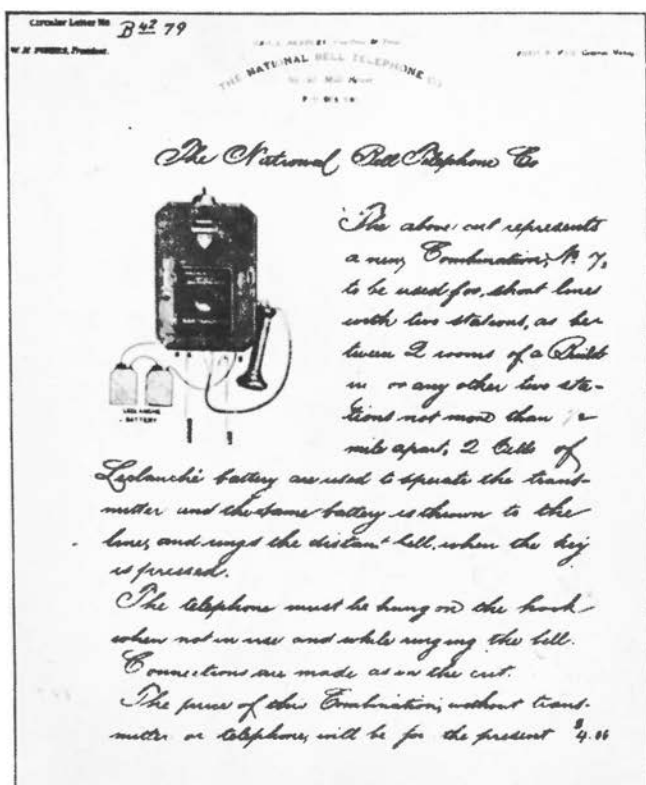 Circular Letter No B 42 79
W. H. FORBES, President.
THE NATIONAL BELL TELEPHONE CO
The National Bell Telephone Co
The above cut represents
a new Combination, No 7,
to be used for short lines
with two stations, as be-
tween 2 rooms of a Build
in or any other two sta-
tions not more than 1/2
mile apart, 2 Cells of
Leclanché battery are used to operate the trans-
mitter and the same battery is thrown to the
line, and rings the distant bell, when the key
is pressed.
LECLANCHE
BATTERY
The telephone must be hung on the hook
when not in use and while ringing the bell.
Connections are made as in the cut.
The price of this Combination, without trans-
mitter or telephone, will be for the present $4.00